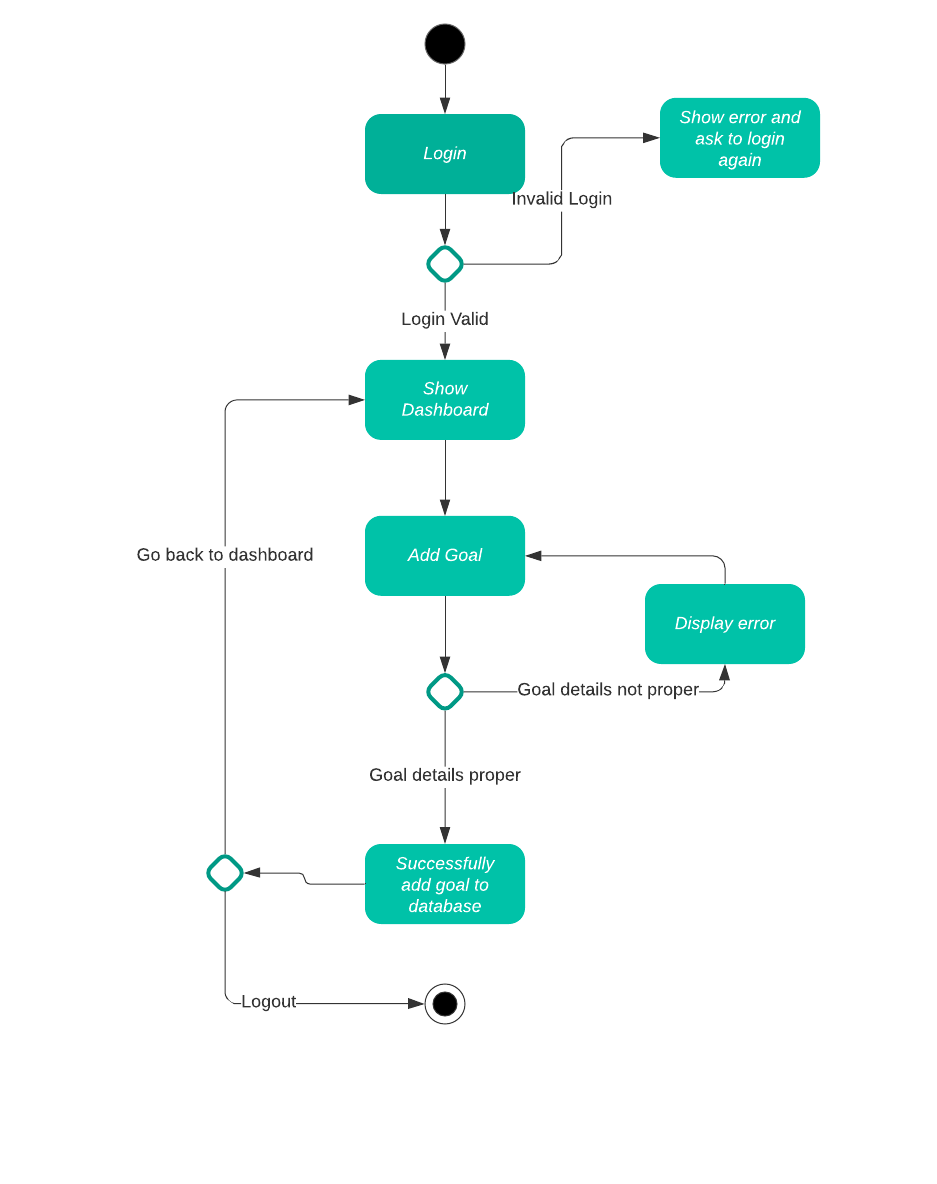 Show error and
ask to login
again
Login
Invalid Login
Login Valid
Show
Dashboard
Go back to dashboard
Add Goal
Display error
Goal details not proper
Goal details proper
Successfully
add goal to
database
Logout